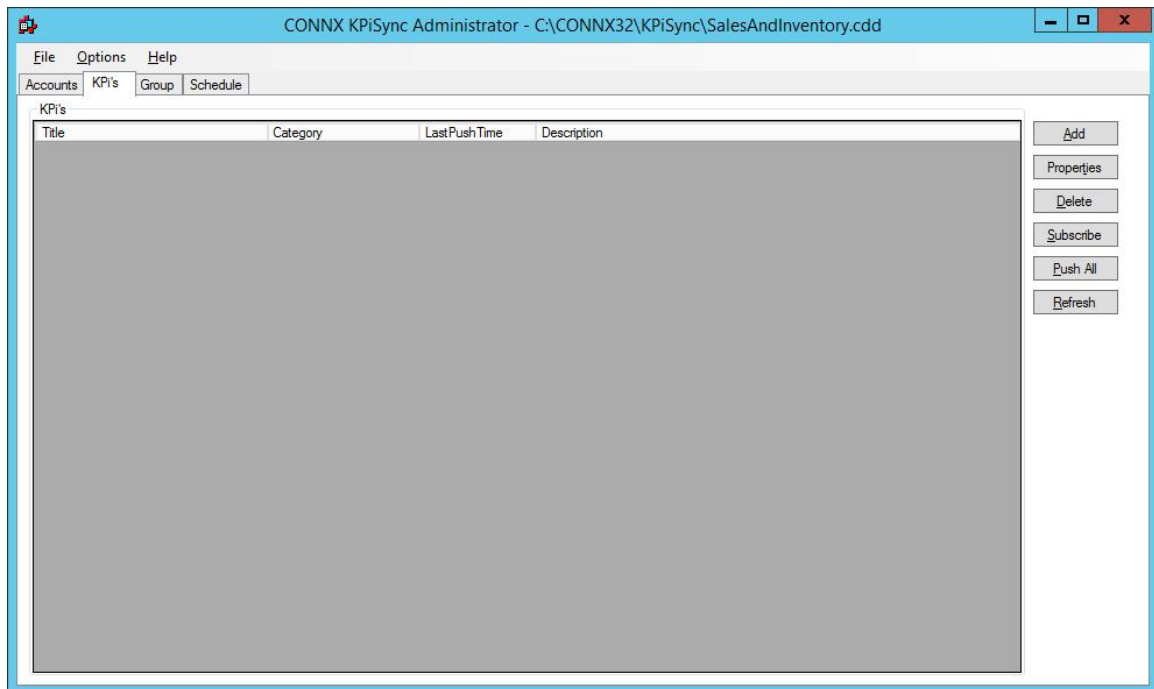 CONNX KPiSync Administrator - C:\CONNX32\KPiSync\SalesAndInventory.cdd
File Options Help
Accounts KPi's Group Schedule
KPi's
Title Category LastPushTime Description
Add
Properties
Delete
Subscribe
Push All
Refresh